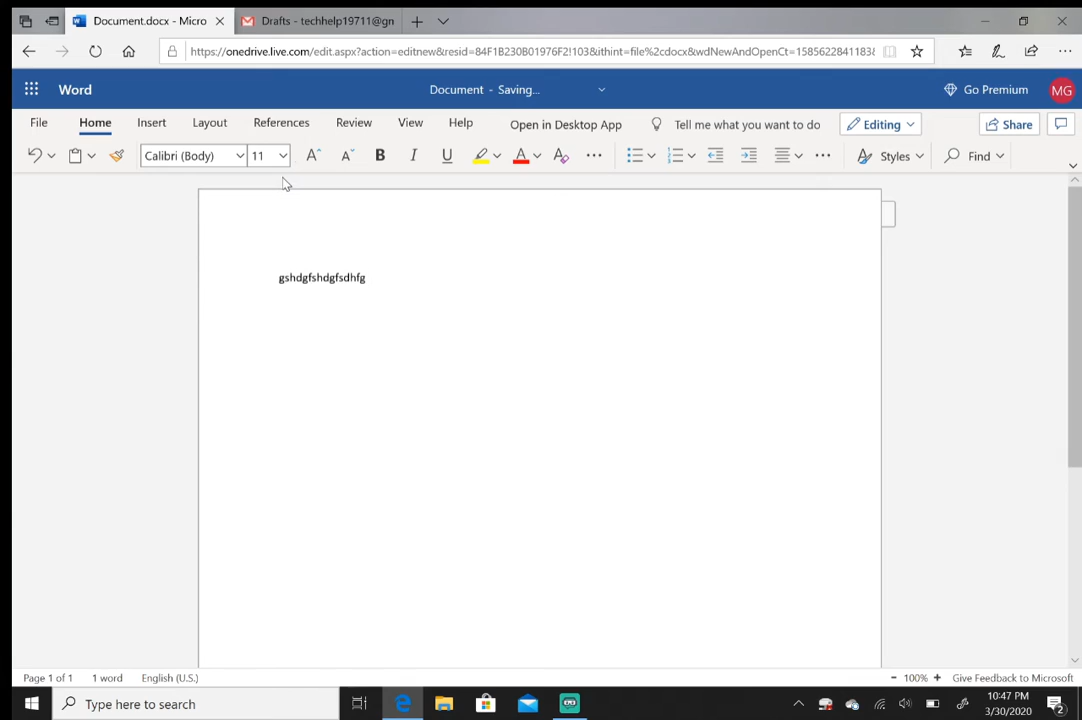 Document.docx - Micro
Drafts - techhelp19711@gn
https://onedrive.live.com/edit.aspx?action=editnew&resid=84F1B230B01976F2!103&ithint=file%2cdocx&wdNewAndOpenCt=1585622841183&
Word
Document - Saving...
Go Premium
MG
File
Home
Insert
Layout
References
Review
View
Help
Open in Desktop App
Tell me what you want to do
Editing
Share
Calibri (Body)
11
Styles
Find
gshdgfshdgfsdhfg
Page 1 of 1
1 word
English (U.S.)
100%
Give Feedback to Microsoft
Type here to search
10:47 PM
3/30/2020
2